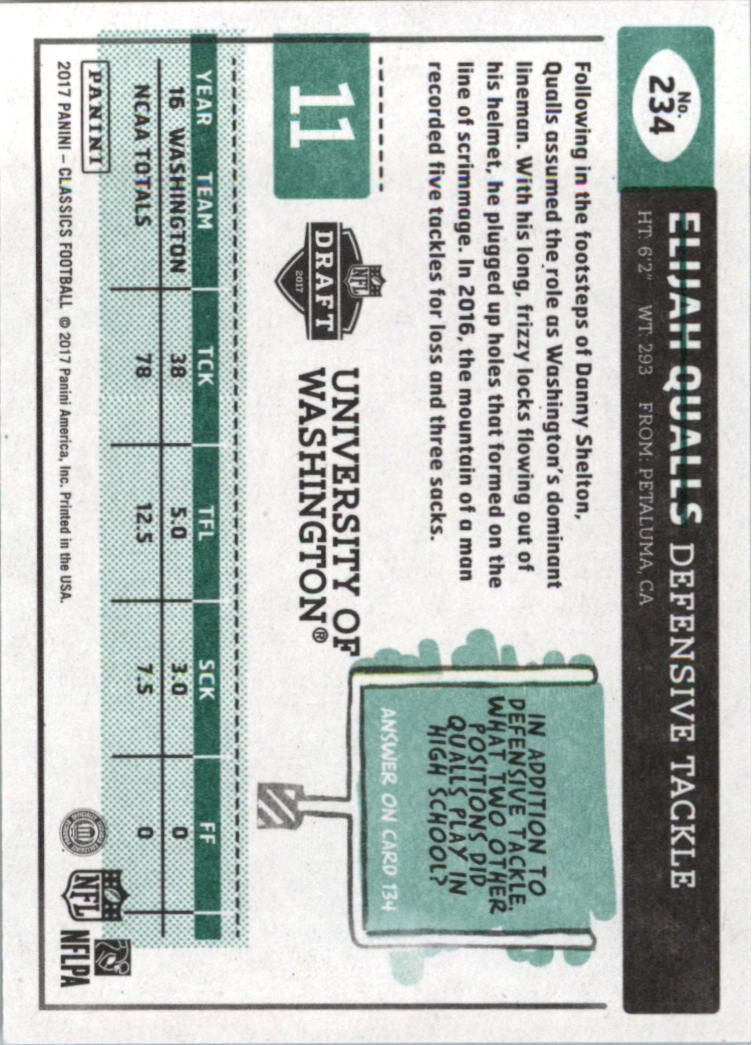 No.
234
ELIJAH QUALLS DEFENSIVE TACKLE
HT: 6'2" WT: 293 FROM: PETALUMA, CA
Following in the footsteps of Danny Shelton,
Qualls assumed the role as Washington's dominant
lineman. With his long, frizzy locks flowing out of
his helmet, he plugged up holes that formed on the
line of scrimmage. In 2016, the mountain of a man
recorded five tackles for loss and three sacks.
IN ADDITION TO
DEFENSIVE TACKLE,
WHAT TWO OTHER
POSITIONS DID
QUALLS PLAY IN
HIGH SCHOOL?
ANSWER ON CARD 134
11
NFL
DRAFT
2017
UNIVERSITY OF
WASHINGTON®
YEAR TEAM TCK TFL SCK FF
16 WASHINGTON 38 5.0 3.0 0
NCAA TOTALS 78 12.5 7.5 0
PANINI
2017 PANINI – CLASSICS FOOTBALL © 2017 Panini America, Inc. Printed in the USA.
NFL
NFLPA